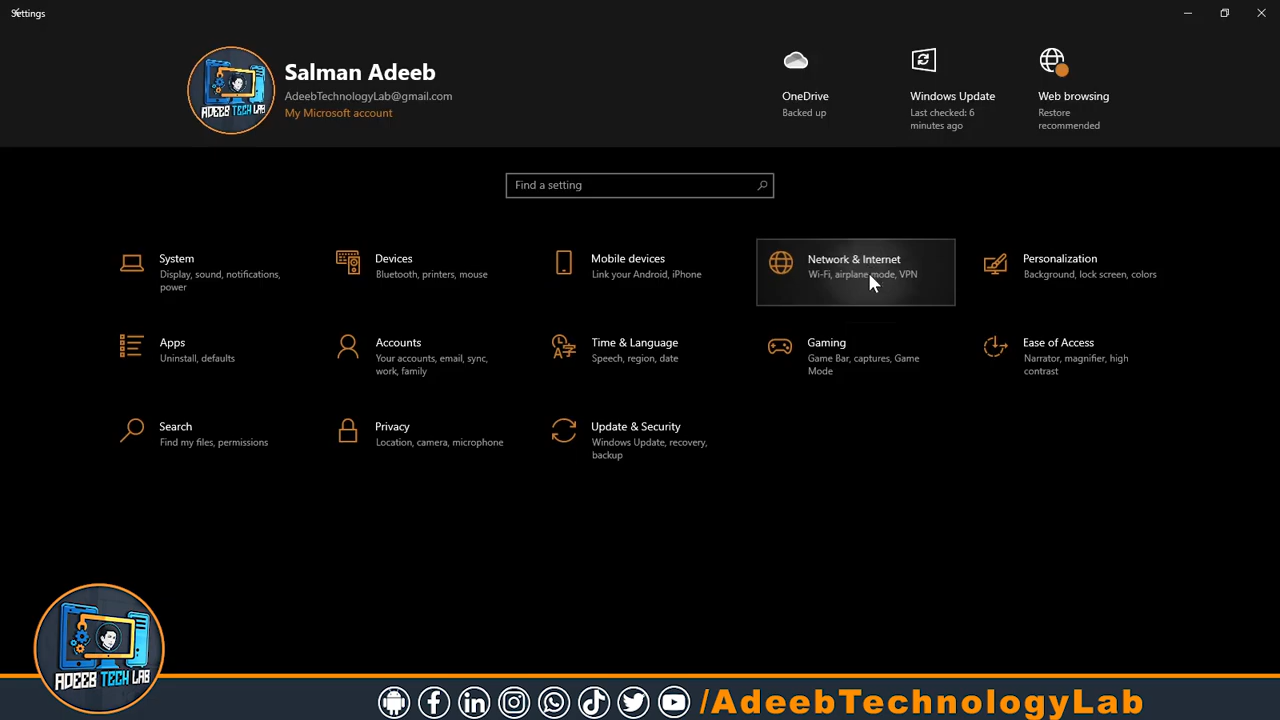 Settings
Salman Adeeb
AdeebTechnologyLab@gmail.com
My Microsoft account
ADEEB TECH LAB
OneDrive
Backed up
Windows Update
Last checked: 6
minutes ago
Web browsing
Restore
recommended
Find a setting
System
Display, sound, notifications,
power
Devices
Bluetooth, printers, mouse
Mobile devices
Link your Android, iPhone
Network & Internet
Wi-Fi, airplane mode, VPN
Personalization
Background, lock screen, colors
Apps
Uninstall, defaults
Accounts
Your accounts, email, sync,
work, family
Time & Language
Speech, region, date
Gaming
Game Bar, captures, Game
Mode
Ease of Access
Narrator, magnifier, high
contrast
Search
Find my files, permissions
Privacy
Location, camera, microphone
Update & Security
Windows Update, recovery,
backup
ADEEB TECH LAB
/AdeebTechnologyLab